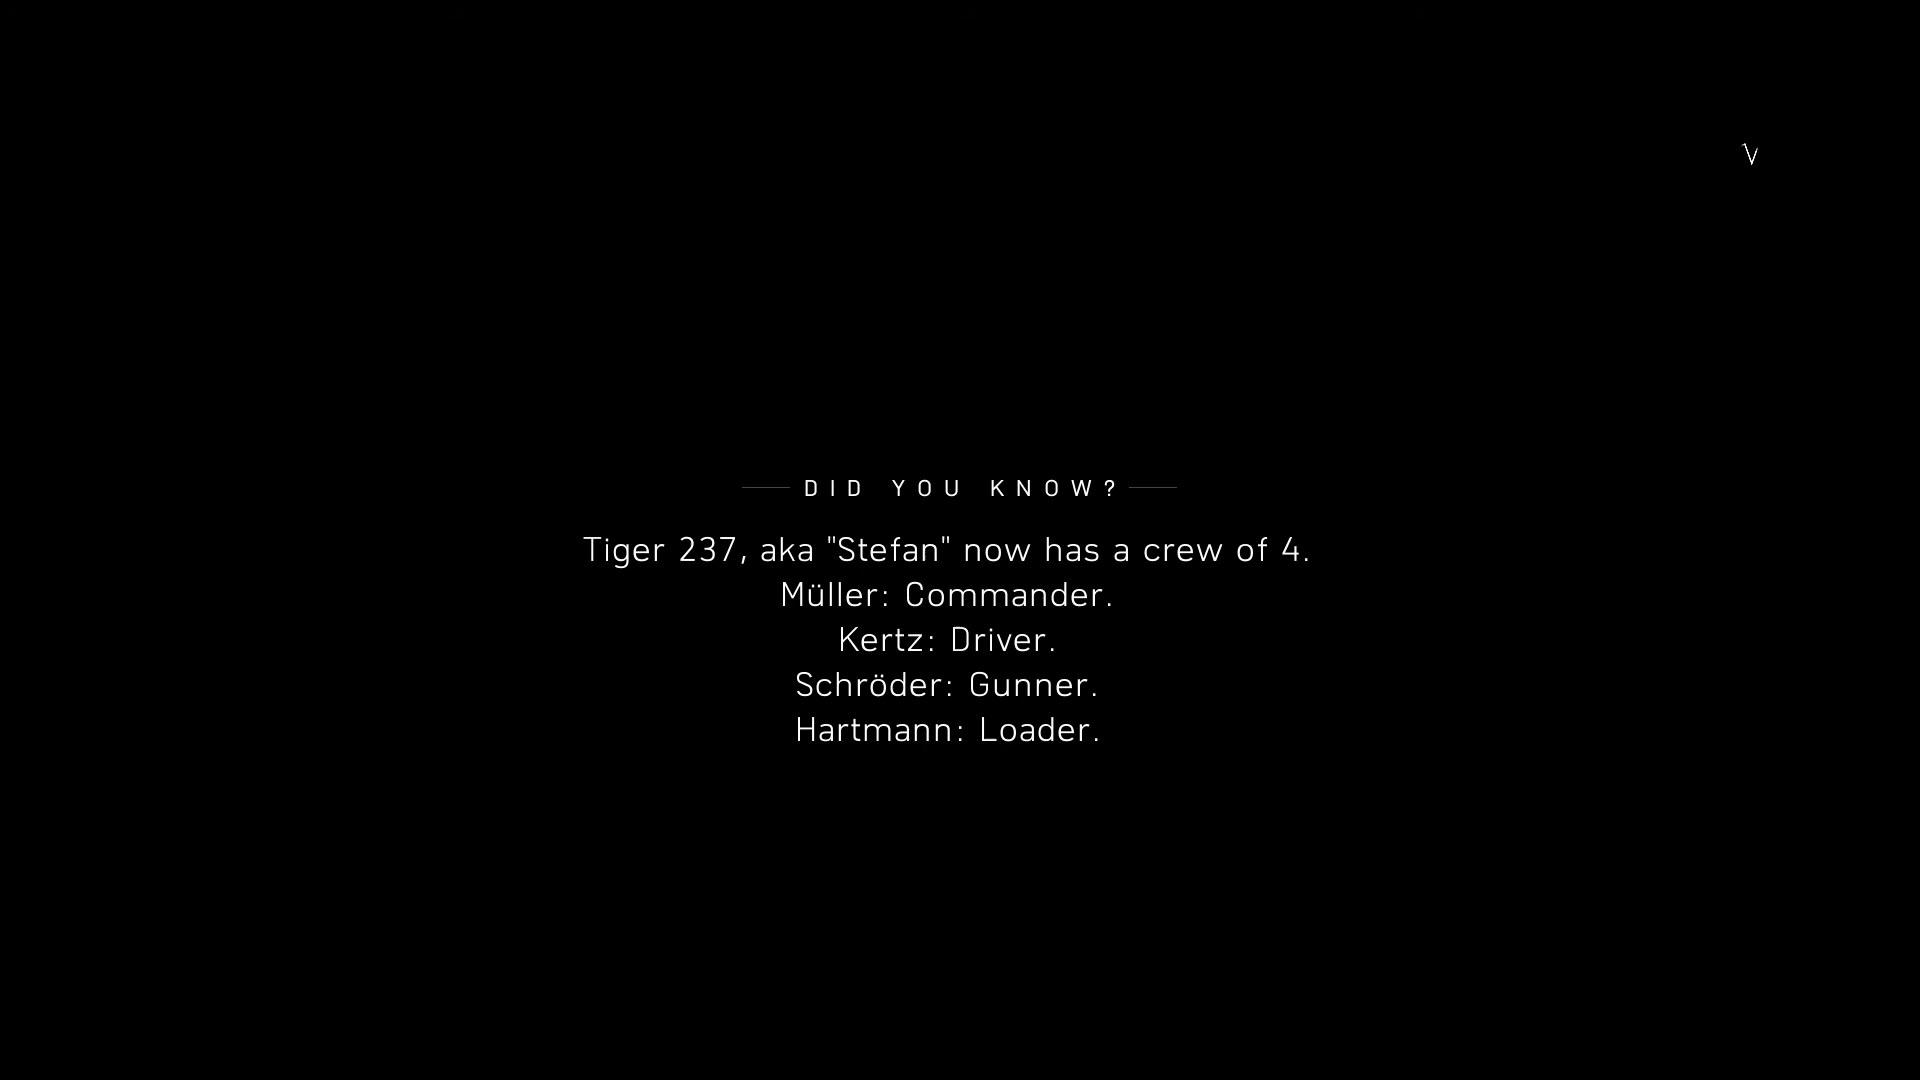 DID YOU KNOW?
Tiger 237, aka "Stefan" now has a crew of 4.
Müller: Commander.
Kertz: Driver.
Schröder: Gunner.
Hartmann: Loader.